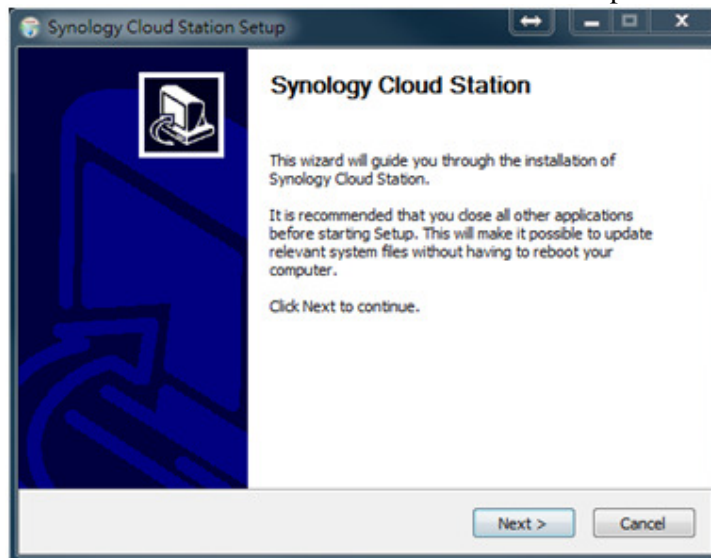 Synology Cloud Station Setup
Synology Cloud Station
This wizard will guide you through the installation of
Synology Cloud Station.
It is recommended that you close all other applications
before starting Setup. This will make it possible to update
relevant system files without having to reboot your
computer.
Click Next to continue.
Next >
Cancel